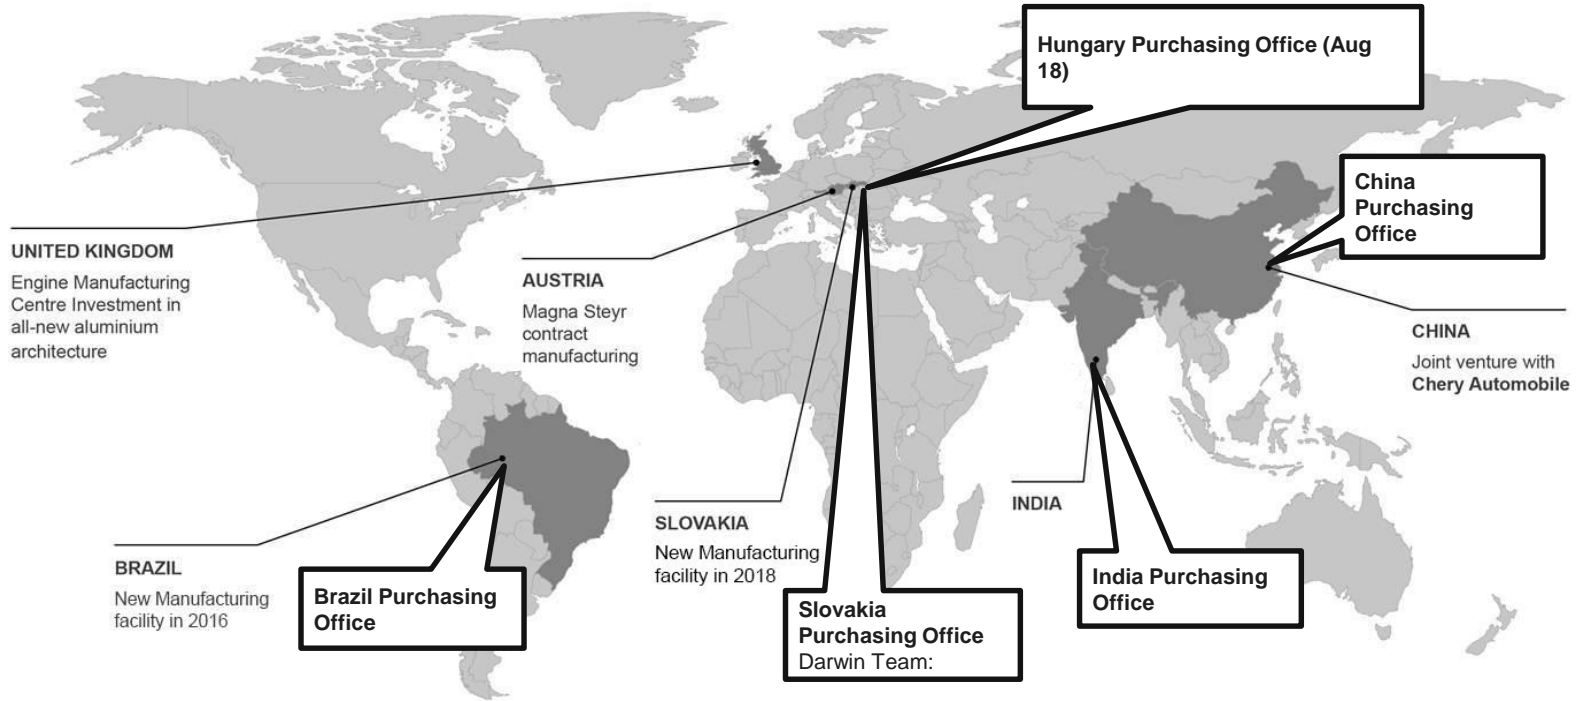 Hungary Purchasing Office (Aug
18)
China
Purchasing
Office
UNITED KINGDOM
Engine Manufacturing
Centre Investment in
all-new aluminium
architecture
AUSTRIA
Magna Steyr
contract
manufacturing
CHINA
Joint venture with
Chery Automobile
BRAZIL
New Manufacturing
facility in 2016
Brazil Purchasing
Office
SLOVAKIA
New Manufacturing
facility in 2018
Slovakia
Purchasing Office
Darwin Team:
INDIA
India Purchasing
Office